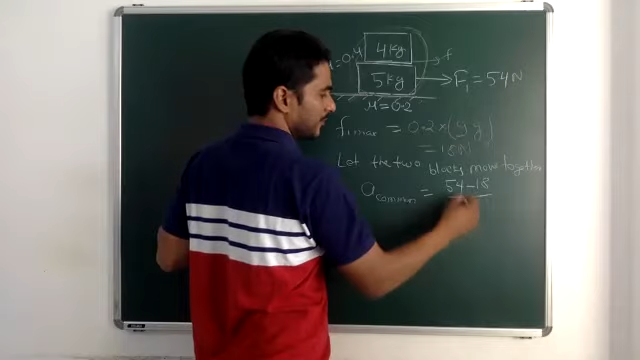 4kg
=0.4
f
5kg
F₁ = 54N
μ=0.2
f₁max = 0.2×(9g)
= 18N
Let the two blocks move together
a common = 54-18